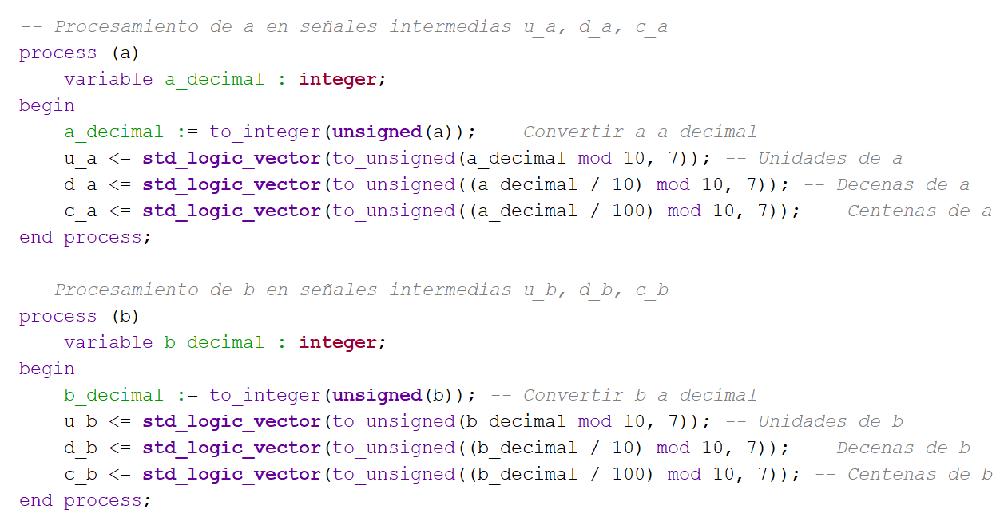 -- Procesamiento de a en señales intermedias u_a, d_a, c_a
process (a)
    variable a_decimal : integer;
begin
    a_decimal := to_integer(unsigned(a)); -- Convertir a a decimal
    u_a <= std_logic_vector(to_unsigned(a_decimal mod 10, 7)); -- Unidades de a
    d_a <= std_logic_vector(to_unsigned((a_decimal / 10) mod 10, 7)); -- Decenas de a
    c_a <= std_logic_vector(to_unsigned((a_decimal / 100) mod 10, 7)); -- Centenas de a
end process;

-- Procesamiento de b en señales intermedias u_b, d_b, c_b
process (b)
    variable b_decimal : integer;
begin
    b_decimal := to_integer(unsigned(b)); -- Convertir b a decimal
    u_b <= std_logic_vector(to_unsigned(b_decimal mod 10, 7)); -- Unidades de b
    d_b <= std_logic_vector(to_unsigned((b_decimal / 10) mod 10, 7)); -- Decenas de b
    c_b <= std_logic_vector(to_unsigned((b_decimal / 100) mod 10, 7)); -- Centenas de b
end process;